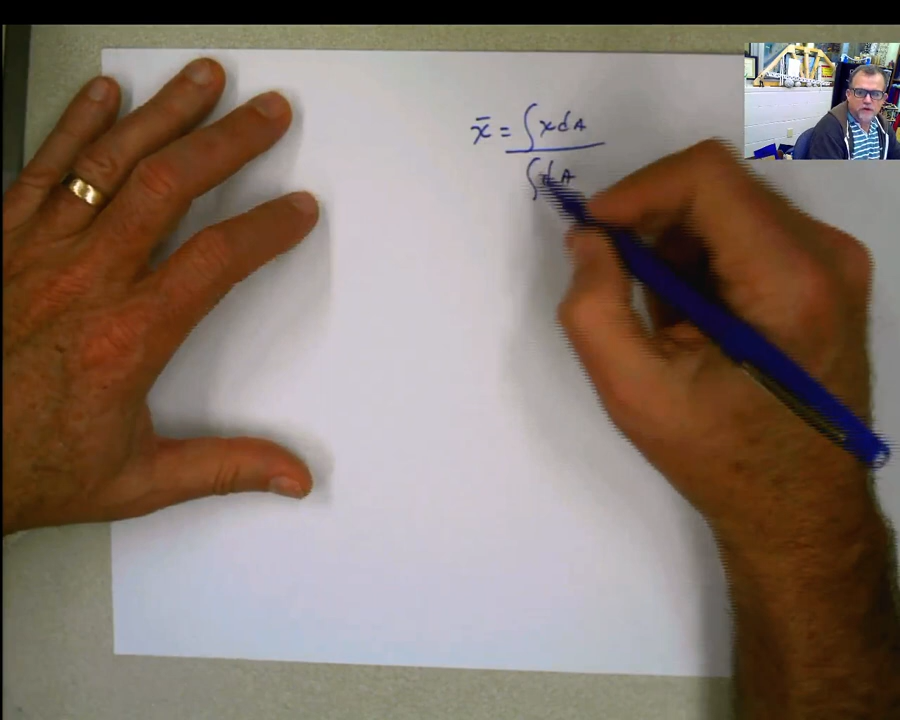 x̄ = ∫ x dA
∫ dA